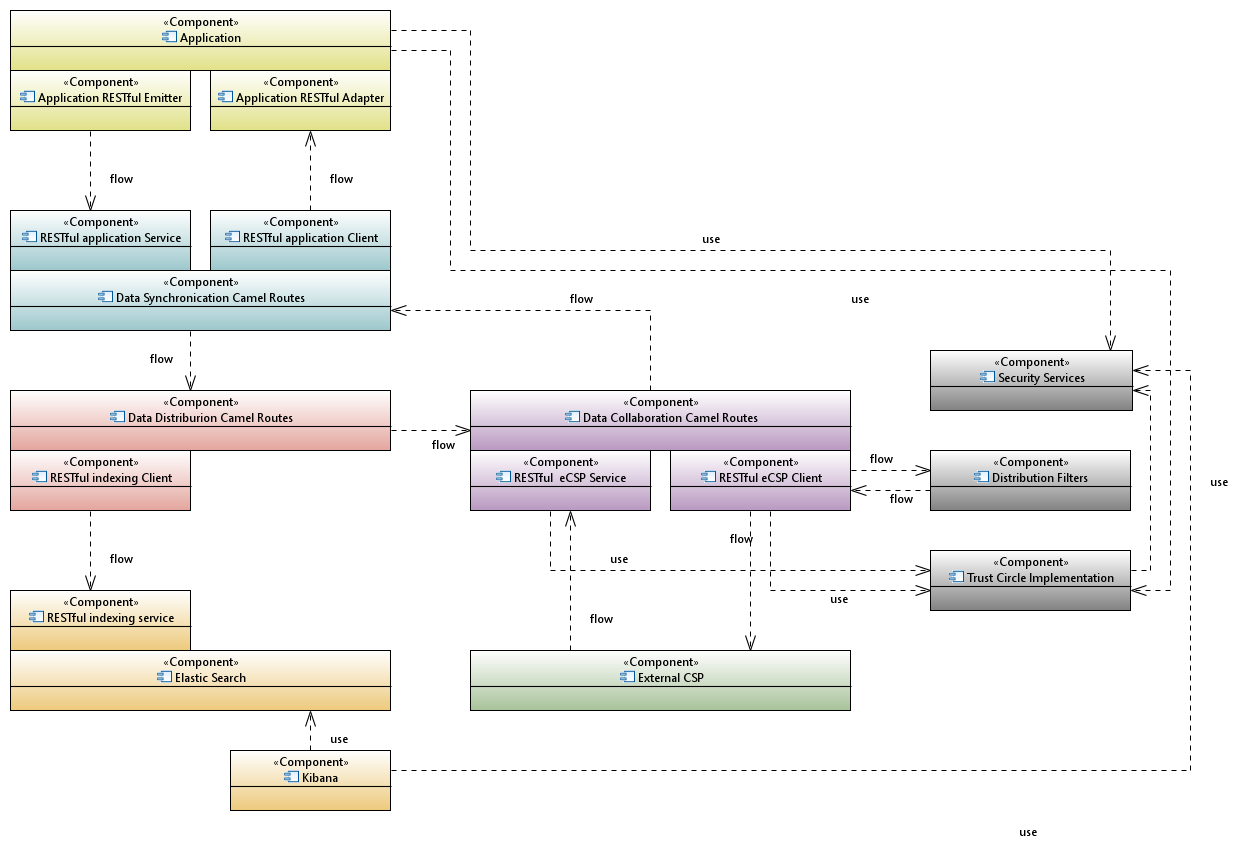 «Component»
Application
«Component»
Application RESTful Emitter
«Component»
Application RESTful Adapter
flow
flow
«Component»
RESTful application Service
«Component»
RESTful application Client
use
«Component»
Data Synchronication Camel Routes
flow
use
flow
«Component»
Security Services
«Component»
Data Distriburion Camel Routes
«Component»
Data Collaboration Camel Routes
flow
«Component»
RESTful indexing Client
«Component»
RESTful eCSP Service
«Component»
RESTful eCSP Client
flow
«Component»
Distribution Filters
flow
use
flow
flow
use
«Component»
Trust Circle Implementation
use
«Component»
RESTful indexing service
flow
«Component»
Elastic Search
«Component»
External CSP
use
«Component»
Kibana
use